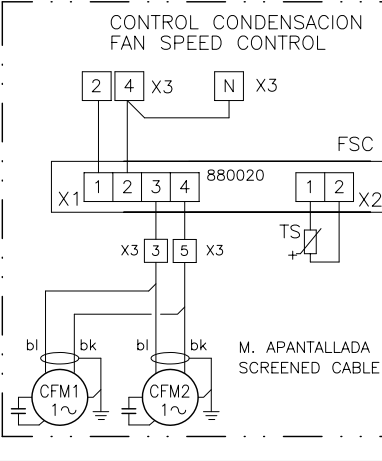 CONTROL CONDENSACION
FAN SPEED CONTROL
2 4 X3 N X3
FSC
880020
X1 1 2 3 4 1 2 X2
TS
+
X3 3 5 X3
bl bk bl bk
M. APANTALLADA
SCREENED CABLE
CFM1
1~
CFM2
1~